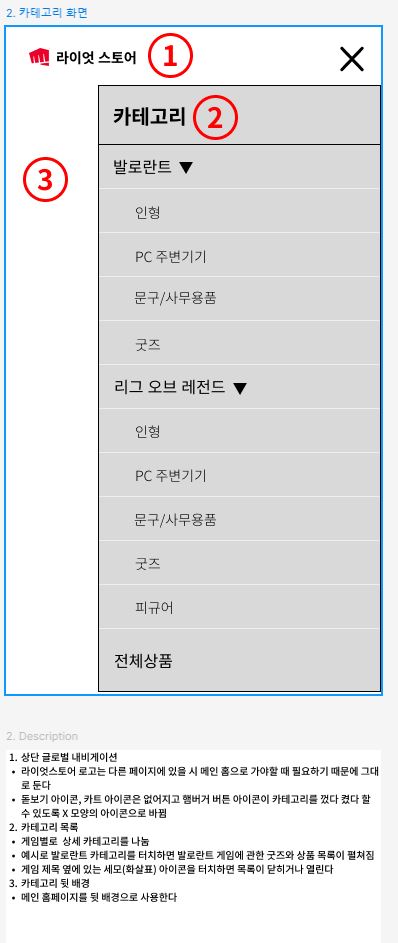 2. 카테고리 화면
라이엇 스토어 1
카테고리 2
발로란트 ▼
3
인형
PC 주변기기
문구/사무용품
굿즈
리그 오브 레전드 ▼
인형
PC 주변기기
문구/사무용품
굿즈
피규어
전체상품
2. Description
1. 상단 글로벌 내비게이션
• 라이엇스토어 로고는 다른 페이지에 있을 시 메인 홈으로 가야할 때 필요하기 때문에 그대
로 둔다
• 돋보기 아이콘, 카트 아이콘은 없어지고 햄버거 버튼 아이콘이 카테고리를 껐다 켰다 할
수 있도록 X 모양의 아이콘으로 바뀜
2. 카테고리 목록
• 게임별로 상세 카테고리를 나눔
• 예시로 발로란트 카테고리를 터치하면 발로란트 게임에 관한 굿즈와 상품 목록이 펼쳐짐
• 게임 제목 옆에 있는 세모(화살표) 아이콘을 터치하면 목록이 닫히거나 열린다
3. 카테고리 뒷 배경
• 메인 홈페이지를 뒷 배경으로 사용한다